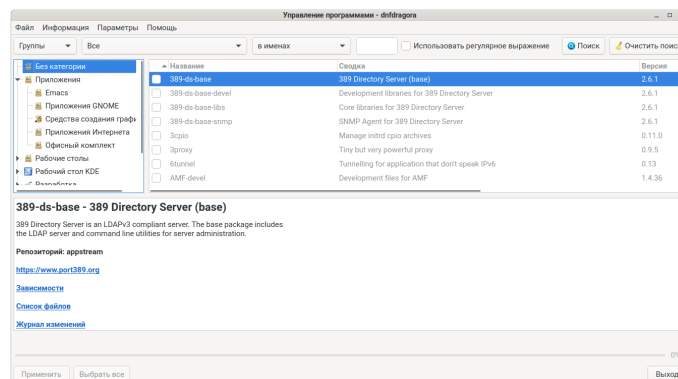 Управление программами - dnfdragora
Файл Информация Параметры Помощь
Группы Все в именах Использовать регулярное выражение Поиск Очистить поис
Без категории
Приложения
Emacs
Приложения GNOME
Средства создания графи
Приложения Интернета
Офисный комплект
Рабочие столы
Рабочий стол KDE
Разработка
Название Сводка Версия
389-ds-base 389 Directory Server (base) 2.6.1
389-ds-base-devel Development libraries for 389 Directory Server 2.6.1
389-ds-base-libs Core libraries for 389 Directory Server 2.6.1
389-ds-base-snmp SNMP Agent for 389 Directory Server 2.6.1
3cpio Manage initrd cpio archives 0.11.0
3proxy Tiny but very powerful proxy 0.9.5
6tunnel Tunnelling for application that don't speak IPv6 0.13
AMF-devel Development files for AMF 1.4.36
389-ds-base - 389 Directory Server (base)
389 Directory Server is an LDAPv3 compliant server. The base package includes
the LDAP server and command line utilities for server administration.
Репозиторий: appstream
https://www.port389.org
Зависимости
Список файлов
Журнал изменений
0%
Применить Выбрать все Выход